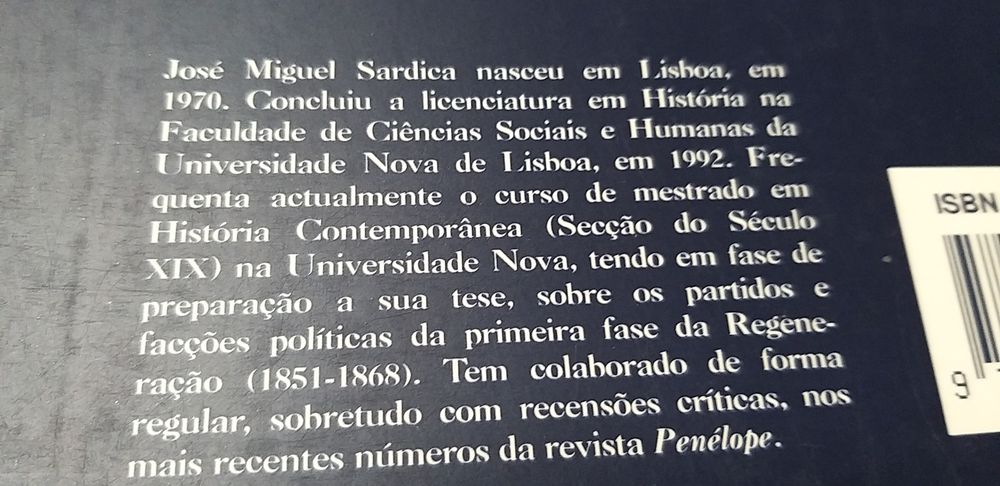 José Miguel Sardica nasceu em Lisboa, em
1970. Concluiu a licenciatura em História na
Faculdade de Ciências Sociais e Humanas da
Universidade Nova de Lisboa, em 1992. Fre-
quenta actualmente o curso de mestrado em
História Contemporânea (Secção do Século
XIX) na Universidade Nova, tendo em fase de
preparação a sua tese, sobre os partidos e
facções políticas da primeira fase da Regene-
ração (1851-1868). Tem colaborado de forma
regular, sobretudo com recensões críticas, nos
mais recentes números da revista Penélope.
ISBN
9